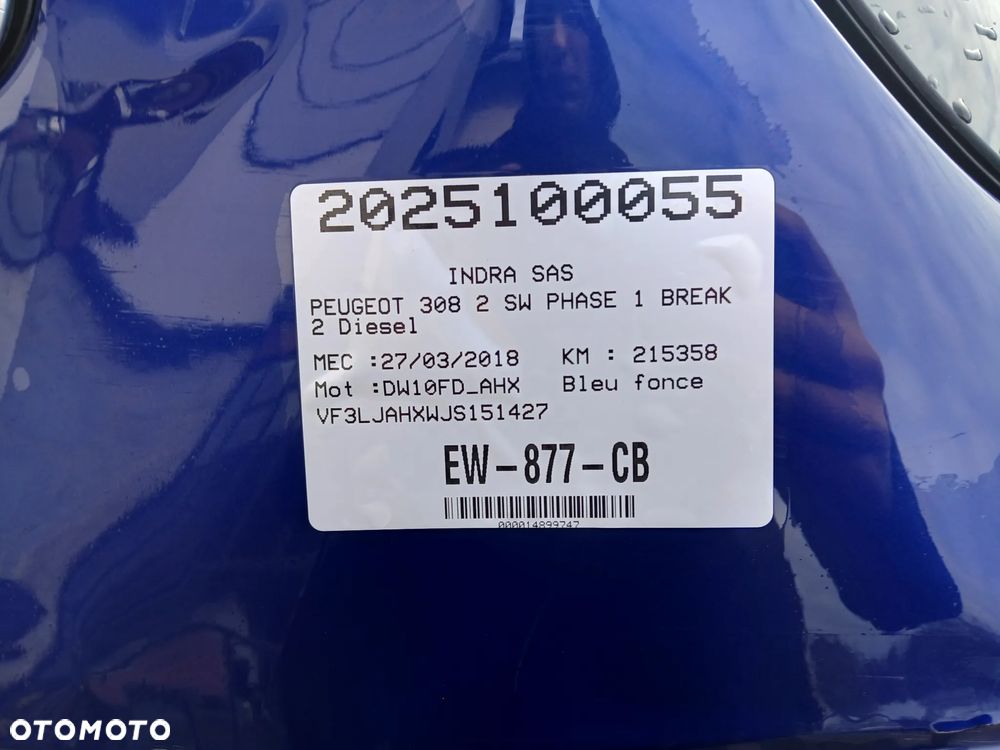 2025100055
INDRA SAS
PEUGEOT 308 2 SW PHASE 1 BREAK
2 Diesel
MEC :27/03/2018 KM : 215358
Mot :DW10FD_AHX Bleu fonce
VF3LJAHXWJS151427
EW-877-CB
000014899747
OTOMOTO